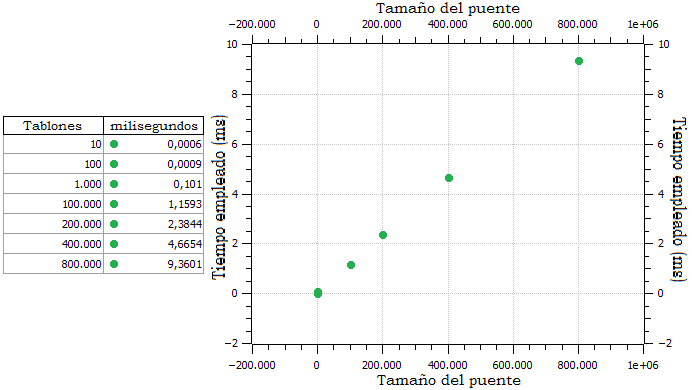 Tamaño del puente
−200.000 0 200.000 400.000 600.000 800.000 1e+06
Tablones milisegundos
10 0,0006
100 0,0009
1.000 0,101
100.000 1,1593
200.000 2,3844
400.000 4,6654
800.000 9,3601
Tiempo empleado (ms)
10 10
8 8
6 6
4 4
2 2
0 0
−2 −2
Tiempo empleado (ms)
−200.000 0 200.000 400.000 600.000 800.000 1e+06
Tamaño del puente